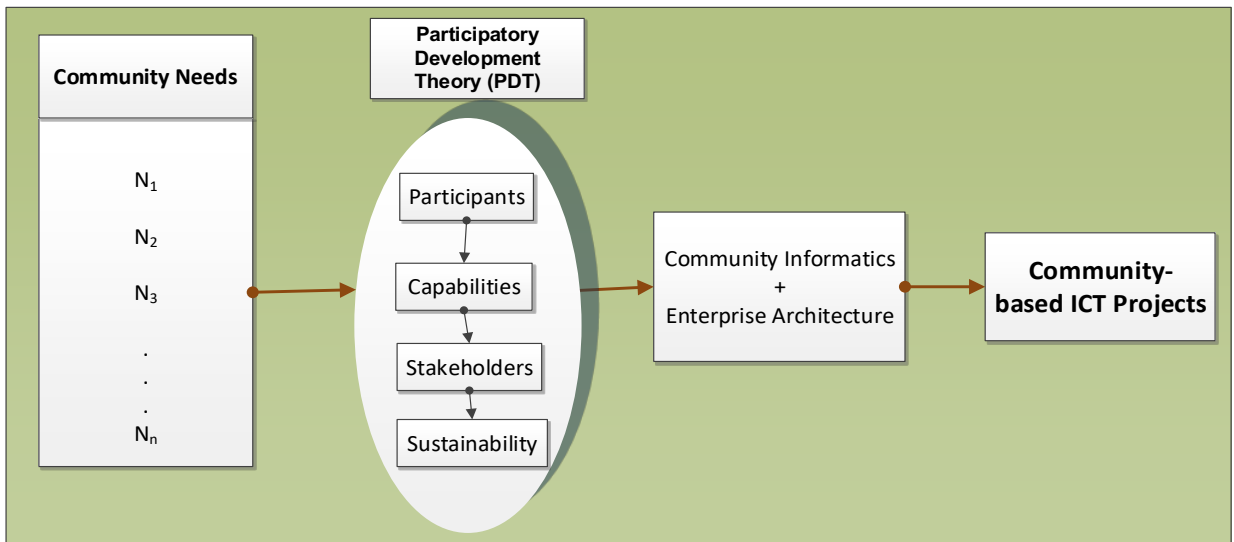 Community Needs
N₁
N₂
N₃
.
.
.
Nₙ
Participatory
Development
Theory (PDT)
Participants
Capabilities
Stakeholders
Sustainability
Community Informatics
+
Enterprise Architecture
Community-
based ICT Projects